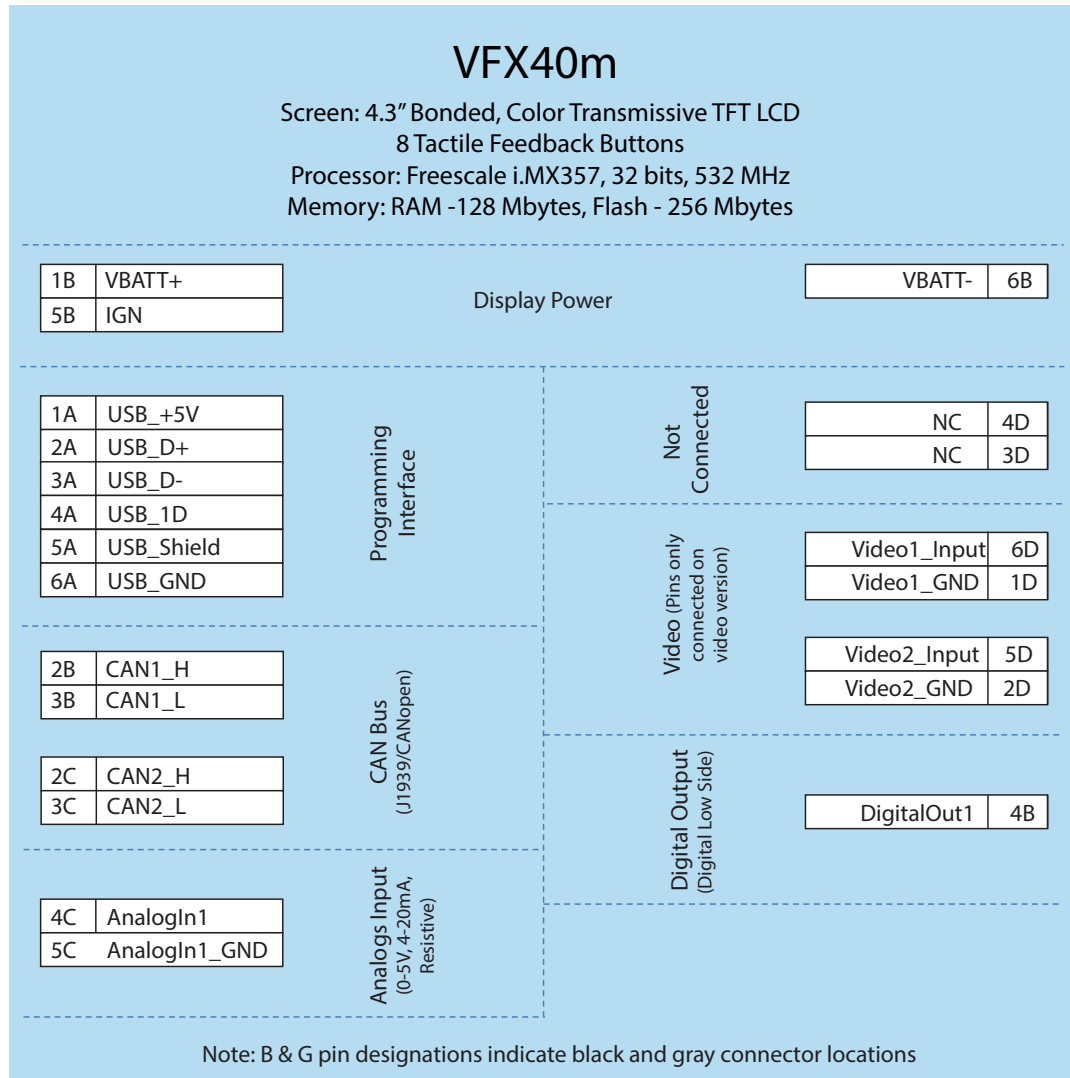 VFX40m
Screen: 4.3” Bonded, Color Transmissive TFT LCD
8 Tactile Feedback Buttons
Processor: Freescale i.MX357, 32 bits, 532 MHz
Memory: RAM -128 Mbytes, Flash - 256 Mbytes
1B VBATT+
5B IGN
Display Power
VBATT- 6B
1A USB_+5V
2A USB_D+
3A USB_D-
4A USB_1D
5A USB_Shield
6A USB_GND
Programming
Interface
Not
Connected
NC 4D
NC 3D
Video (Pins only
connected on
video version)
Video1_Input 6D
Video1_GND 1D
Video2_Input 5D
Video2_GND 2D
2B CAN1_H
3B CAN1_L
2C CAN2_H
3C CAN2_L
CAN Bus
(J1939/CANopen)
Digital Output
(Digital Low Side)
DigitalOut1 4B
4C AnalogIn1
5C AnalogIn1_GND
Analogs Input
(0-5V, 4-20mA,
Resistive)
Note: B & G pin designations indicate black and gray connector locations